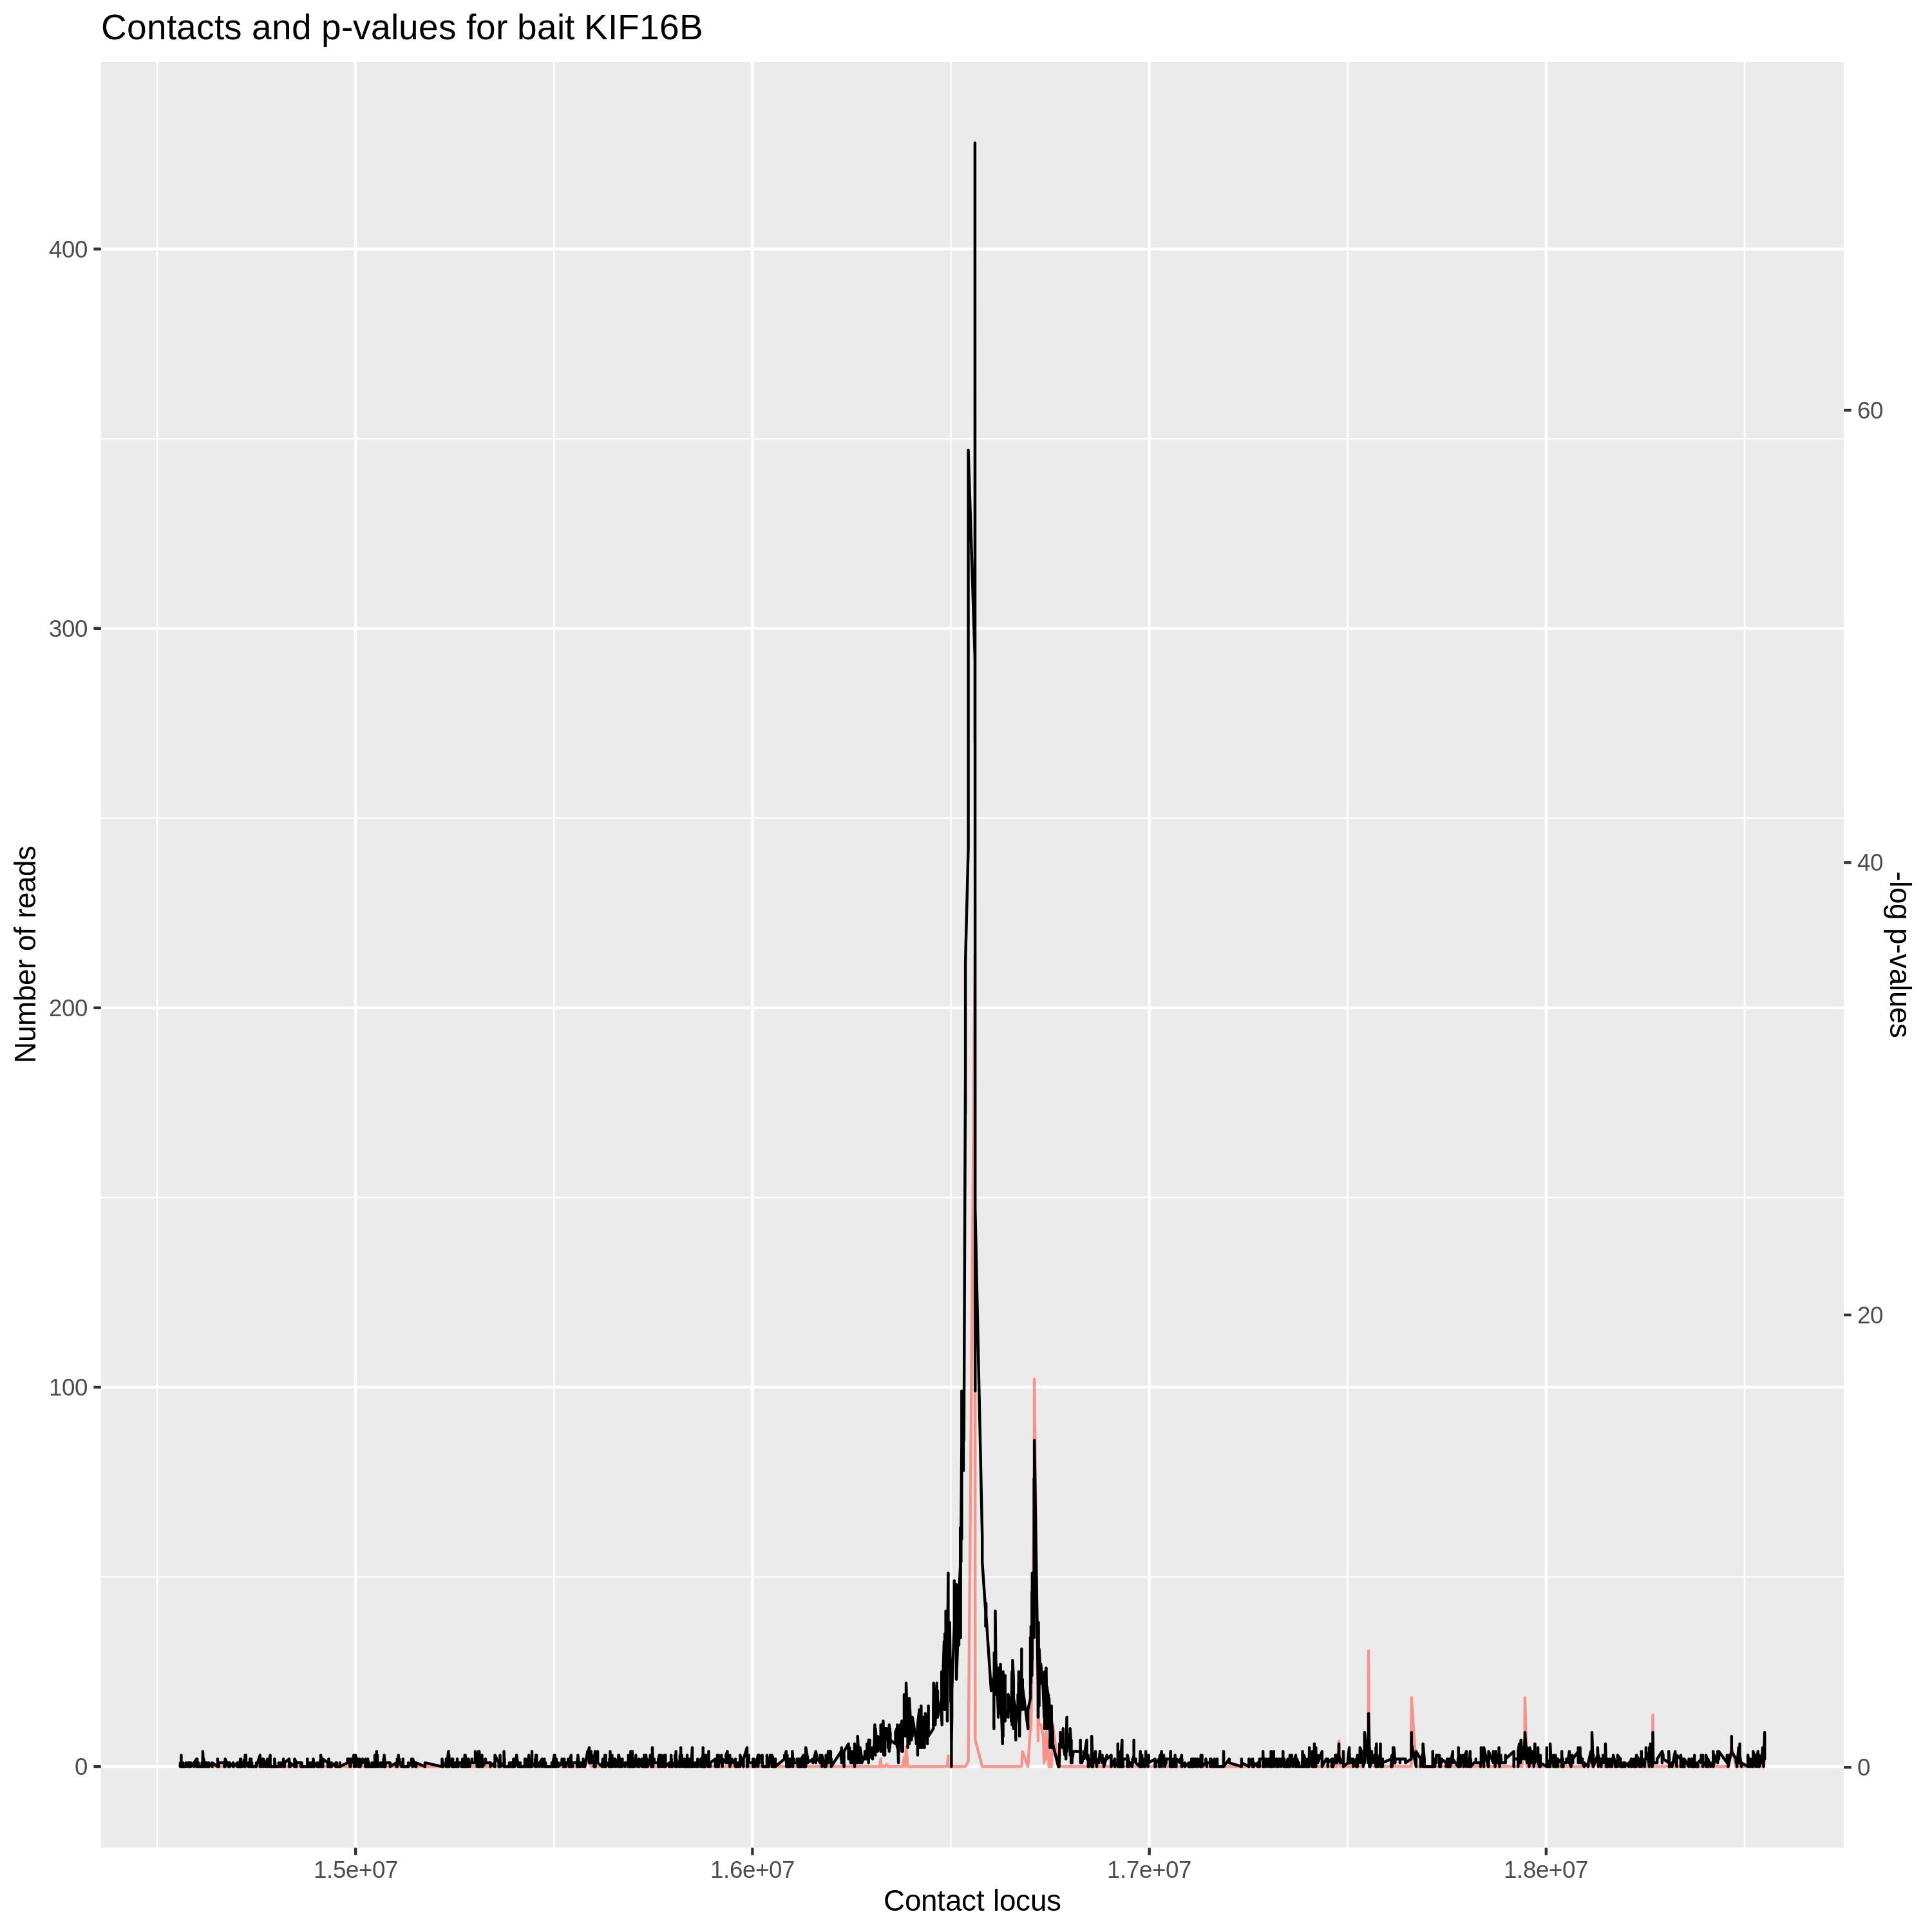 Contacts and p-values for bait KIF16B
400
300
200
100
0
Number of reads
60
40
20
0
-log p-values
1.5e+07
1.6e+07
1.7e+07
1.8e+07
Contact locus